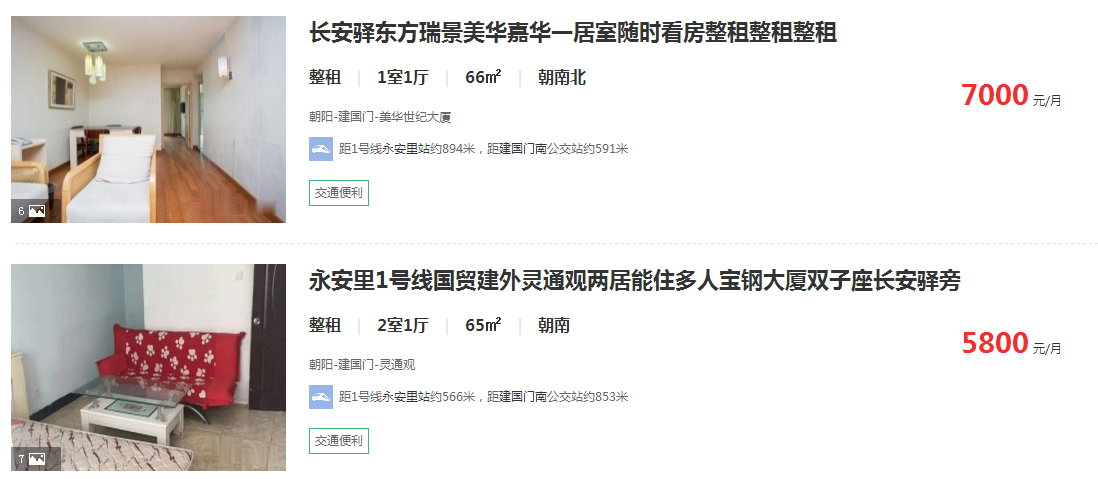 长安驿东方瑞景美华嘉华一居室随时看房整租整租整租
整租 | 1室1厅 | 66㎡ | 朝南北
7000 元/月
朝阳-建国门-美华世纪大厦
距1号线永安里站约894米，距建国门南公交站约591米
交通便利
6
永安里1号线国贸建外灵通观两居能住多人宝钢大厦双子座长安驿旁
整租 | 2室1厅 | 65㎡ | 朝南
5800 元/月
朝阳-建国门-灵通观
距1号线永安里站约566米，距建国门南公交站约853米
交通便利
7